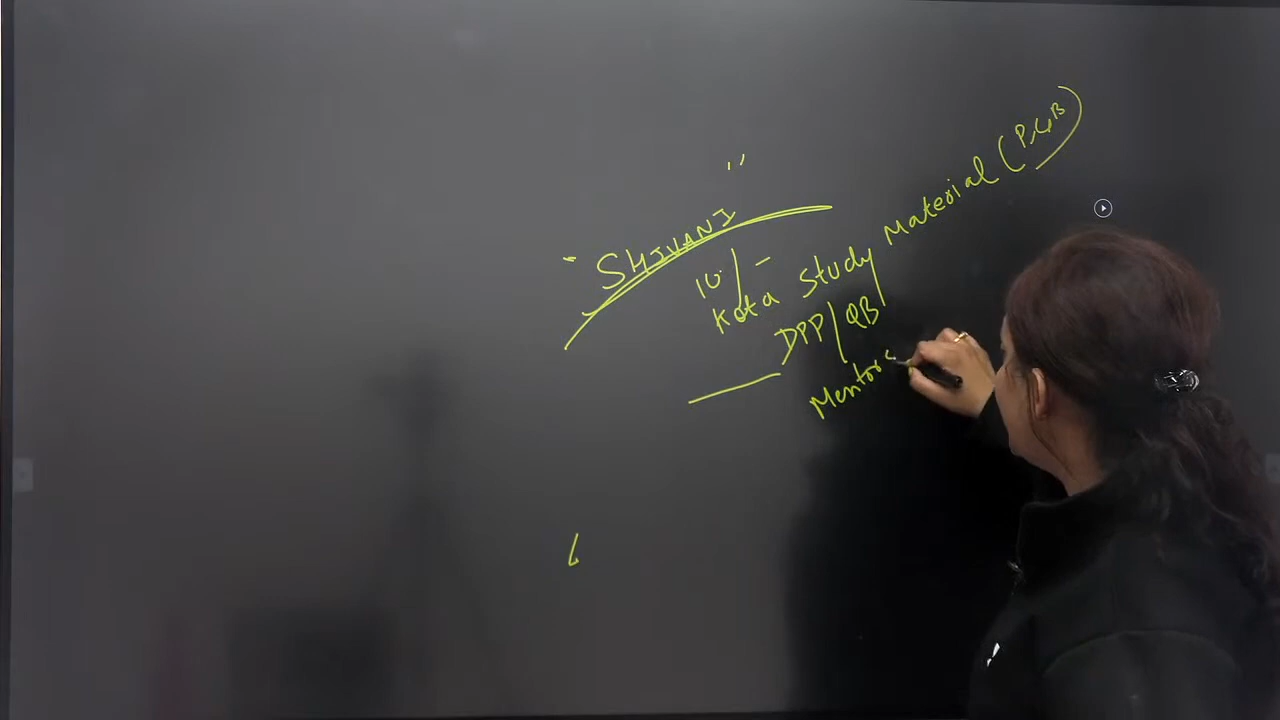 " SHIVANI "
10%
Kota Study Material (P,C,B)
DPP/QB
Mentors